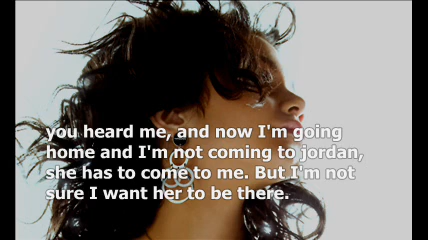 you heard me, and now I'm going
home and I'm not coming to jordan,
she has to come to me. But I'm not
sure I want her to be there.